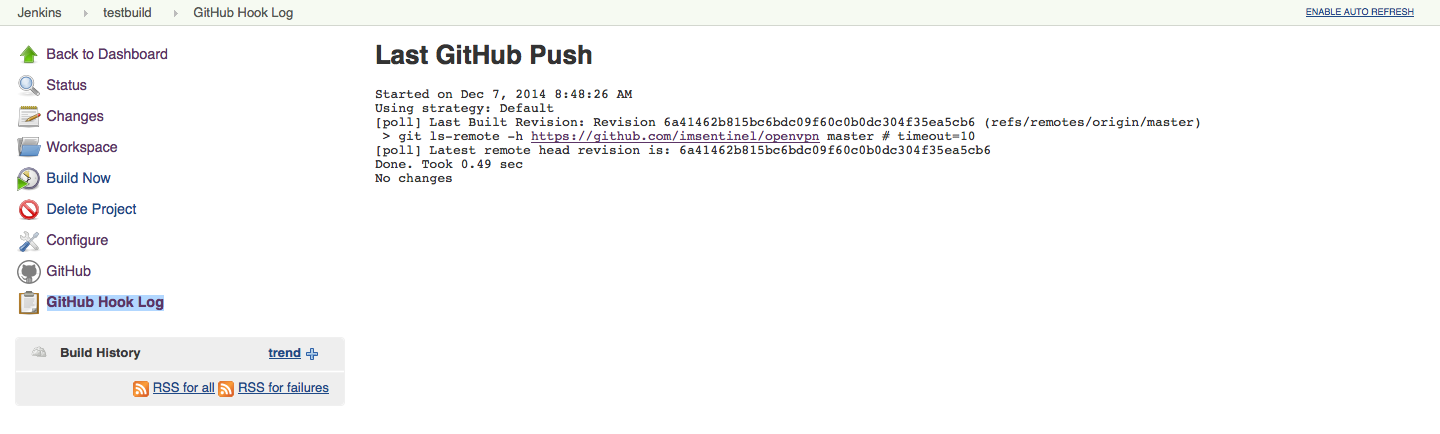 Jenkins testbuild GitHub Hook Log ENABLE AUTO REFRESH
Back to Dashboard
Status
Changes
Workspace
Build Now
Delete Project
Configure
GitHub
GitHub Hook Log
Build History trend
RSS for all RSS for failures
Last GitHub Push
Started on Dec 7, 2014 8:48:26 AM
Using strategy: Default
[poll] Last Built Revision: Revision 6a41462b815bc6bdc09f60c0b0dc304f35ea5cb6 (refs/remotes/origin/master)
> git ls-remote -h https://github.com/imsentinel/openvpn master # timeout=10
[poll] Latest remote head revision is: 6a41462b815bc6bdc09f60c0b0dc304f35ea5cb6
Done. Took 0.49 sec
No changes